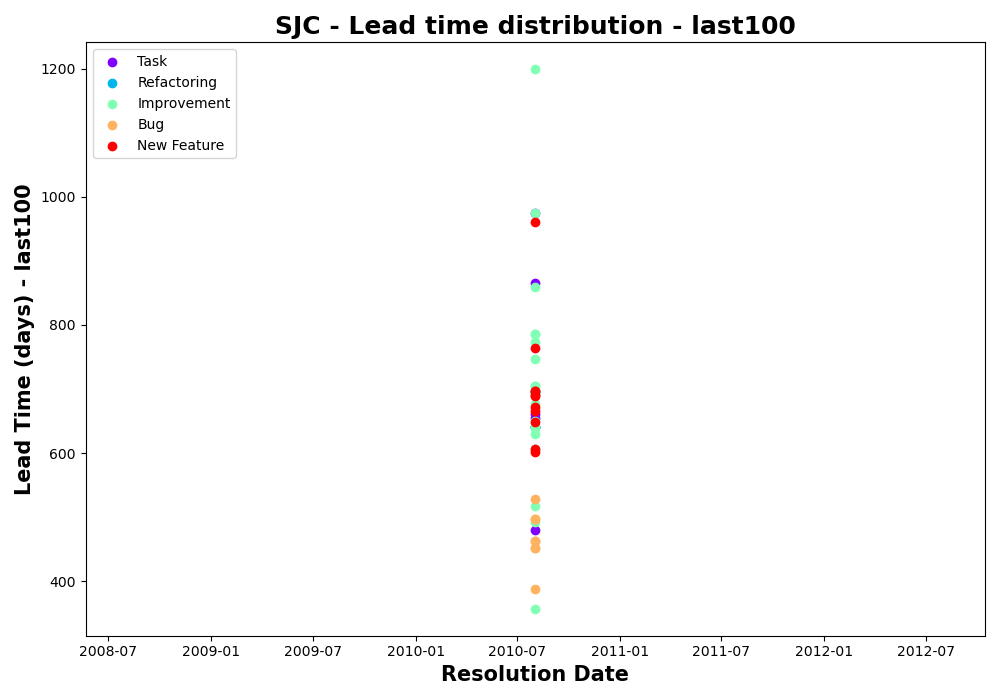 SJC - Lead time distribution - last100
Task
Refactoring
Improvement
Bug
New Feature
1200
1000
800
600
400
Lead Time (days) - last100
2008-07 2009-01 2009-07 2010-01 2010-07 2011-01 2011-07 2012-01 2012-07
Resolution Date